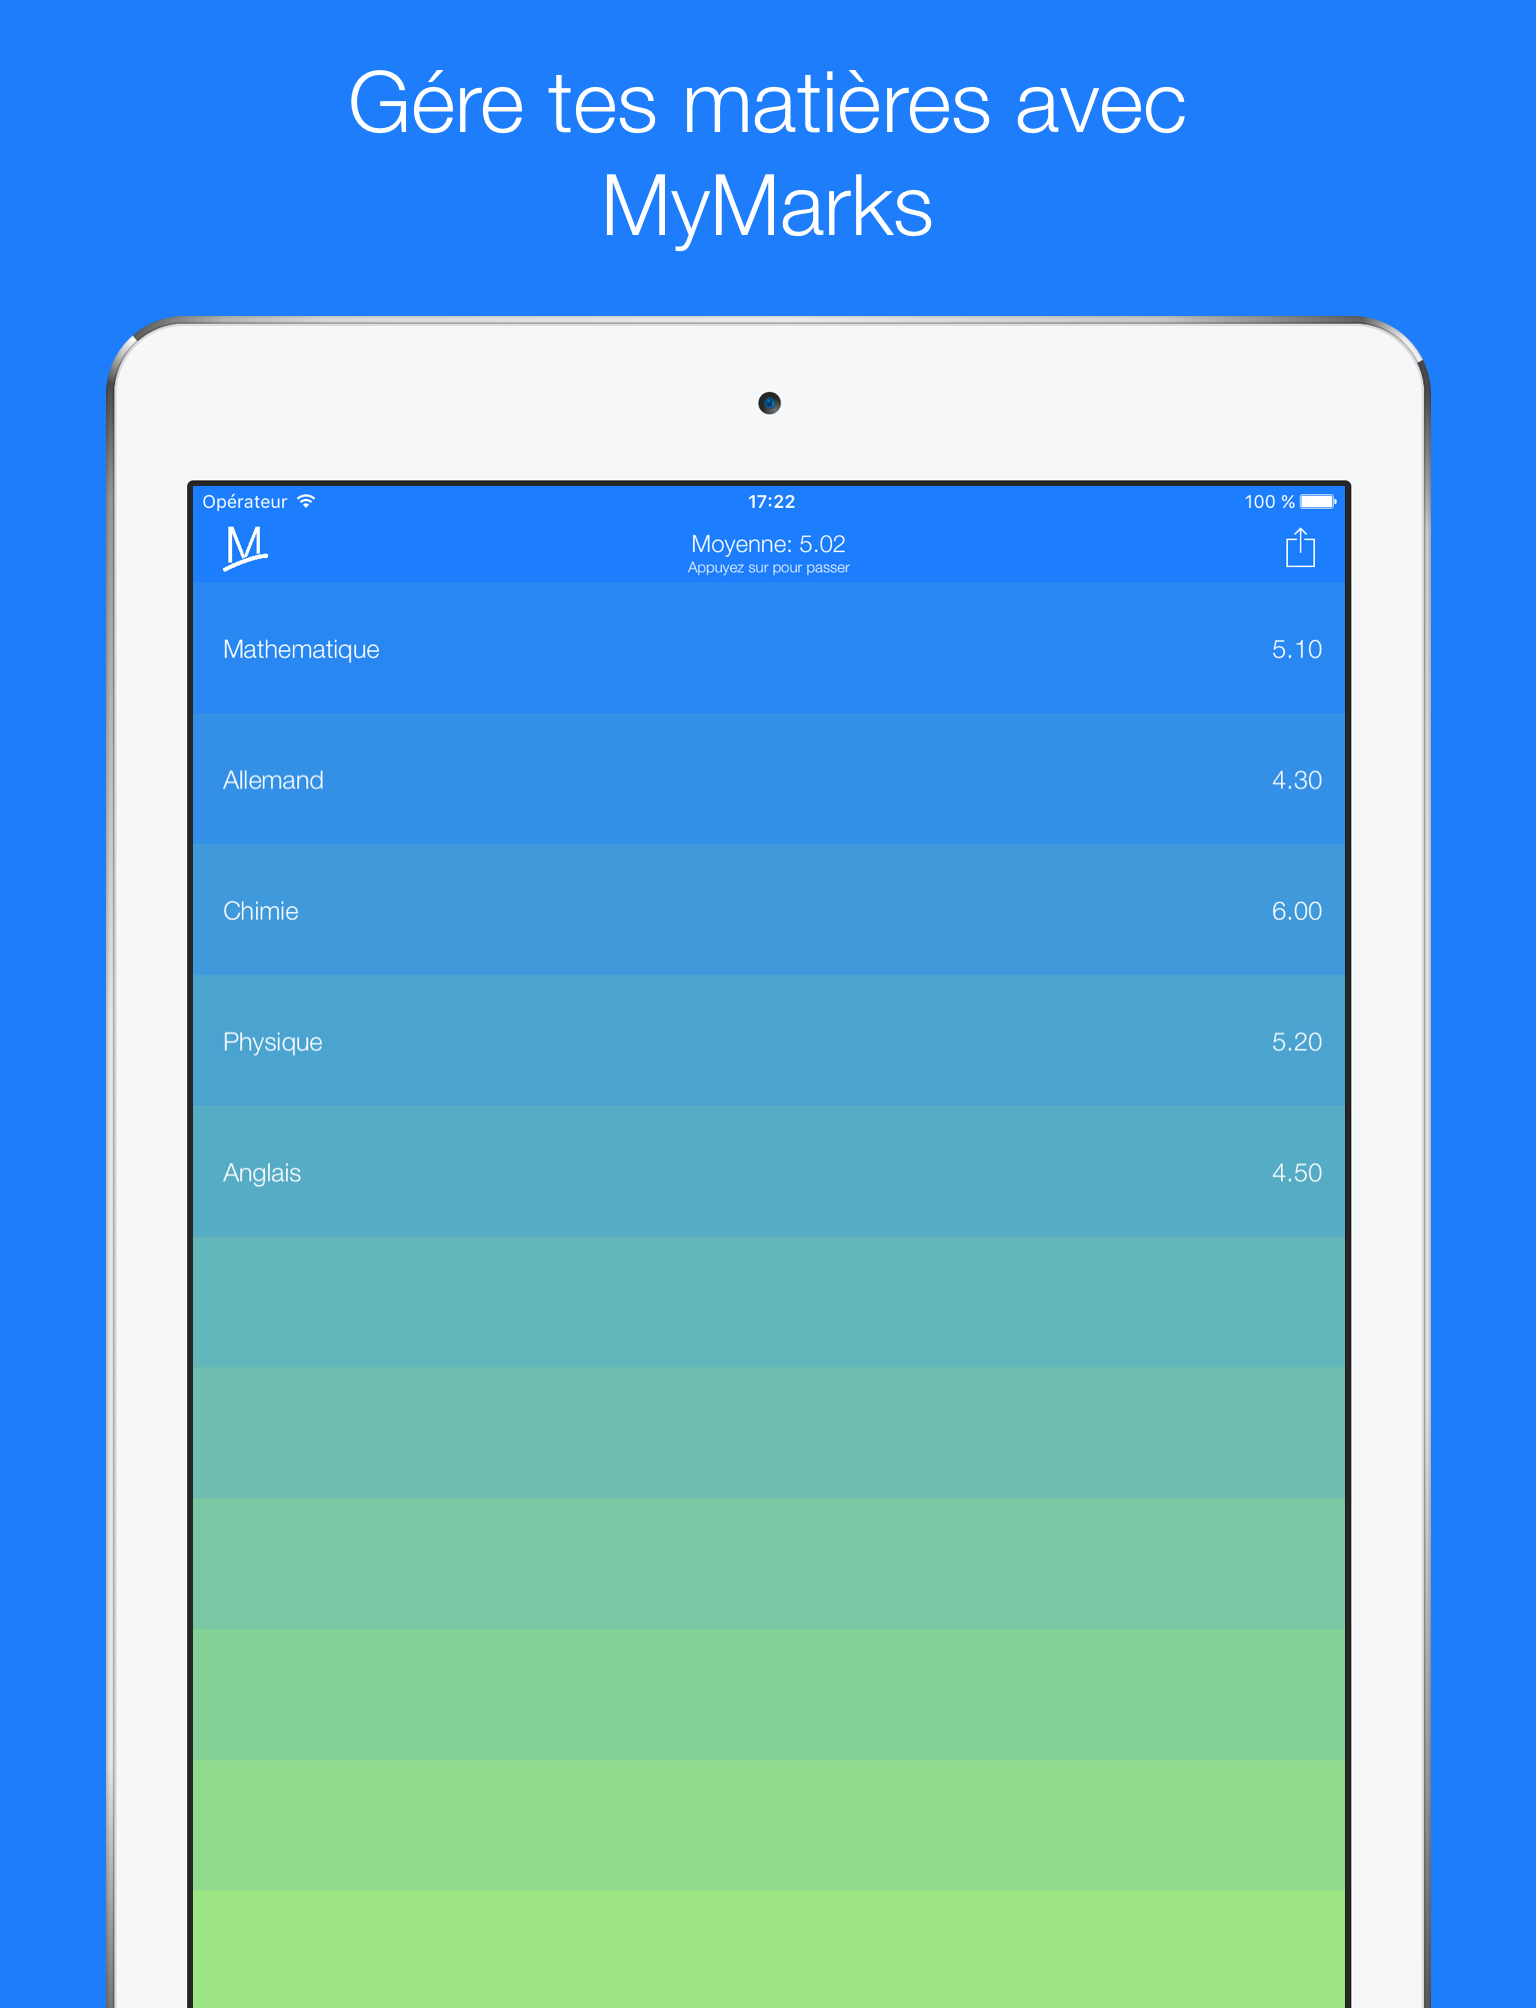 Gére tes matières avec
MyMarks
Opérateur 17:22 100 %
M
Moyenne: 5.02
Appuyez sur pour passer
Mathematique 5.10
Allemand 4.30
Chimie 6.00
Physique 5.20
Anglais 4.50